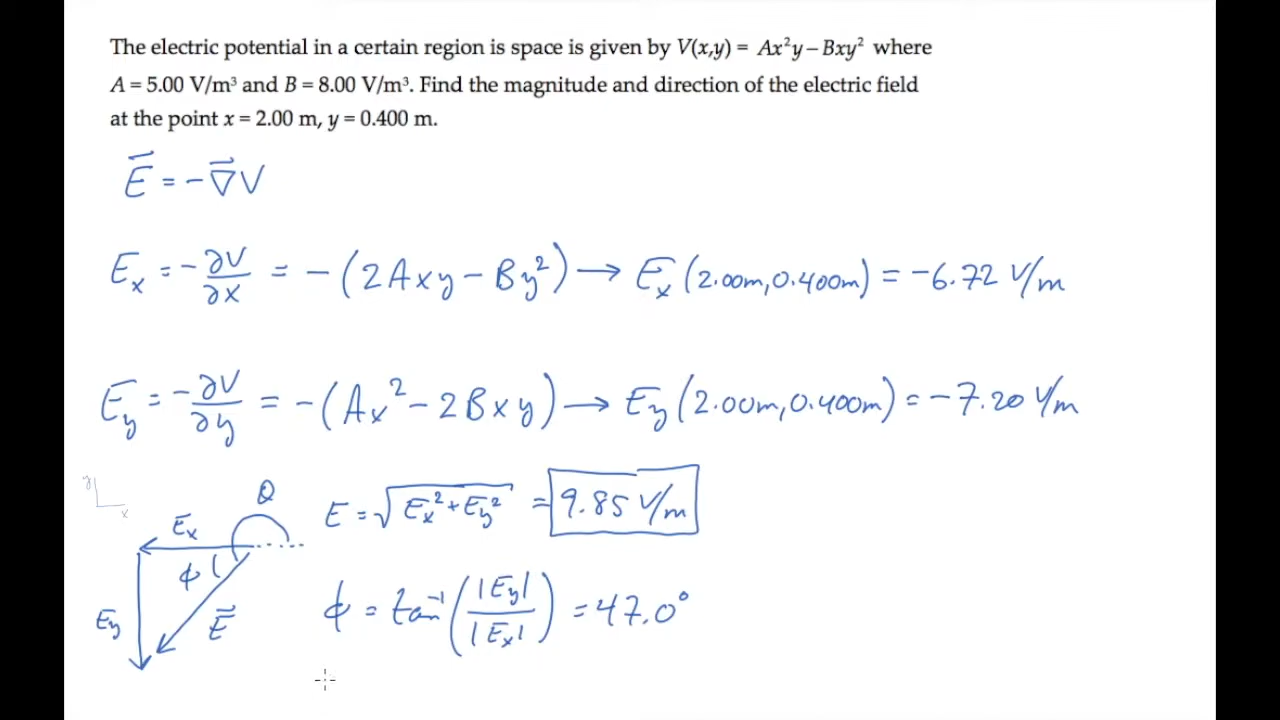 The electric potential in a certain region is space is given by V(x,y) = Ax²y – Bxy² where
A = 5.00 V/m³ and B = 8.00 V/m³. Find the magnitude and direction of the electric field
at the point x = 2.00 m, y = 0.400 m.
E⃗ = -∇⃗V
Ex = -∂V/∂x = -(2Axy - By²) → Ex(2.00m,0.400m) = -6.72 V/m
Ey = -∂V/∂y = -(Ax² - 2Bxy) → Ey(2.00m,0.400m) = -7.20 V/m
y
x
θ
Ex
ϕ
Ey
E⃗
E = √(Ex² + Ey²) = 9.85 V/m
ϕ = tan⁻¹(|Ey|/|Ex|) = 47.0°